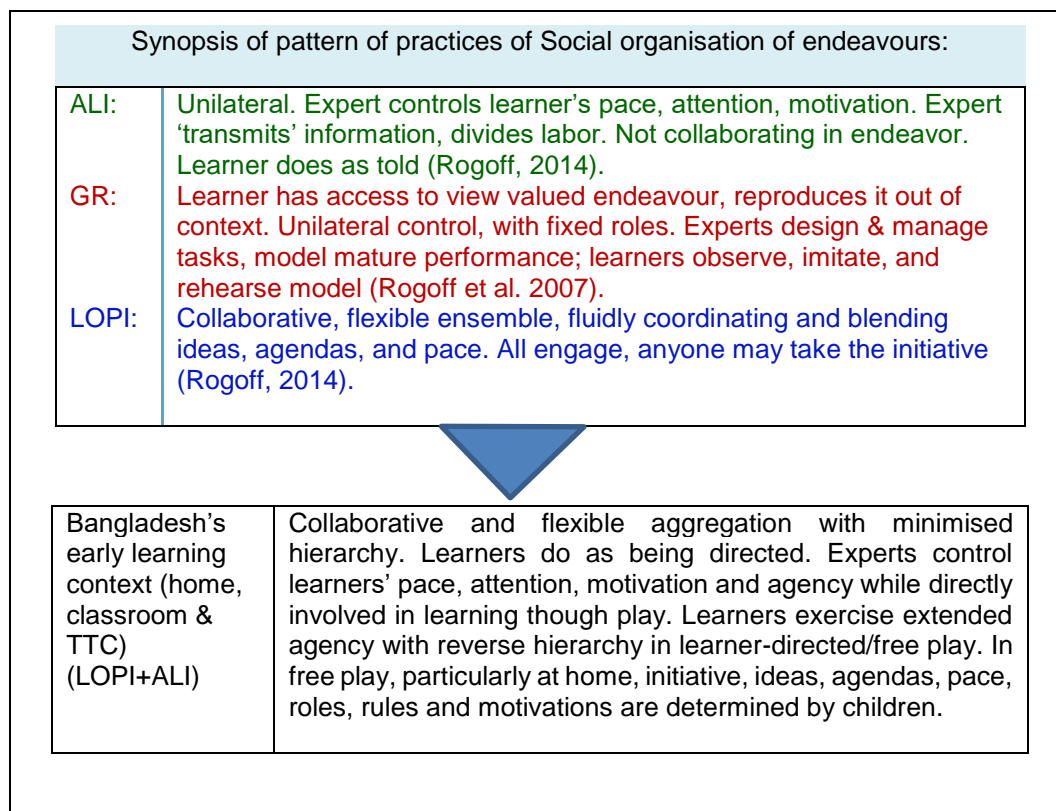 Synopsis of pattern of practices of Social organisation of endeavours:
ALI: Unilateral. Expert controls learner's pace, attention, motivation. Expert
'transmits' information, divides labor. Not collaborating in endeavor.
Learner does as told (Rogoff, 2014).
GR: Learner has access to view valued endeavour, reproduces it out of
context. Unilateral control, with fixed roles. Experts design & manage
tasks, model mature performance; learners observe, imitate, and
rehearse model (Rogoff et al. 2007).
LOPI: Collaborative, flexible ensemble, fluidly coordinating and blending
ideas, agendas, and pace. All engage, anyone may take the initiative
(Rogoff, 2014).
Bangladesh's
early learning
context (home,
classroom &
TTC)
(LOPI+ALI)
Collaborative and flexible aggregation with minimised
hierarchy. Learners do as being directed. Experts control
learners' pace, attention, motivation and agency while directly
involved in learning though play. Learners exercise extended
agency with reverse hierarchy in learner-directed/free play. In
free play, particularly at home, initiative, ideas, agendas, pace,
roles, rules and motivations are determined by children.